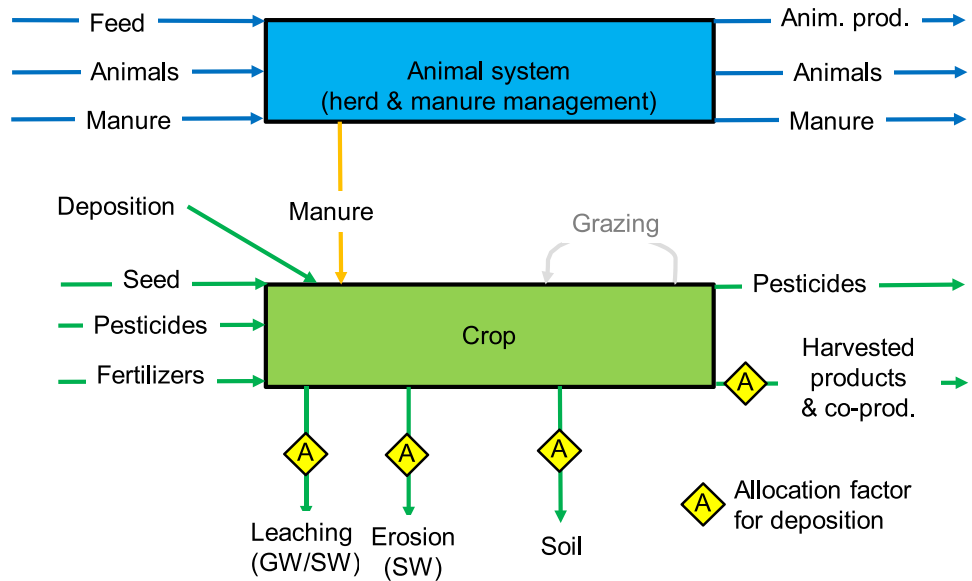 Feed
Anim. prod.
Animals
Animal system
(herd & manure management)
Animals
Manure
Manure
Deposition
Manure
Grazing
Seed
Pesticides
Pesticides
Crop
Fertilizers
A
Harvested
products
& co-prod.
A
A
A
A
Allocation factor
for deposition
Leaching
(GW/SW)
Erosion
(SW)
Soil